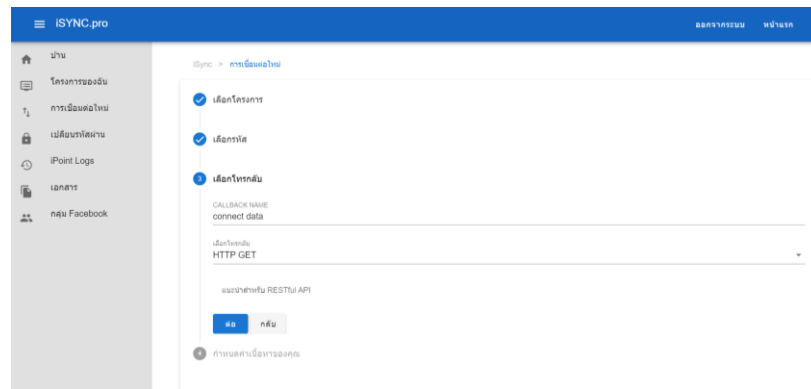 iSYNC.pro
ออกจากระบบ หน้าแรก
ปาน
โครงการของฉัน
การเชื่อมต่อใหม่
เปลี่ยนรหัสผ่าน
iPoint Logs
เอกสาร
กลุ่ม Facebook
iSync > การเชื่อมต่อใหม่
เลือกโครงการ
เลือกรหัส
3 เลือกโทรกลับ
CALLBACK NAME
connect data
เลือกโทรกลับ
HTTP GET
แนะนำสำหรับ RESTful API
ต่อ กลับ
4 กำหนดค่าเนื้อหาของคุณ